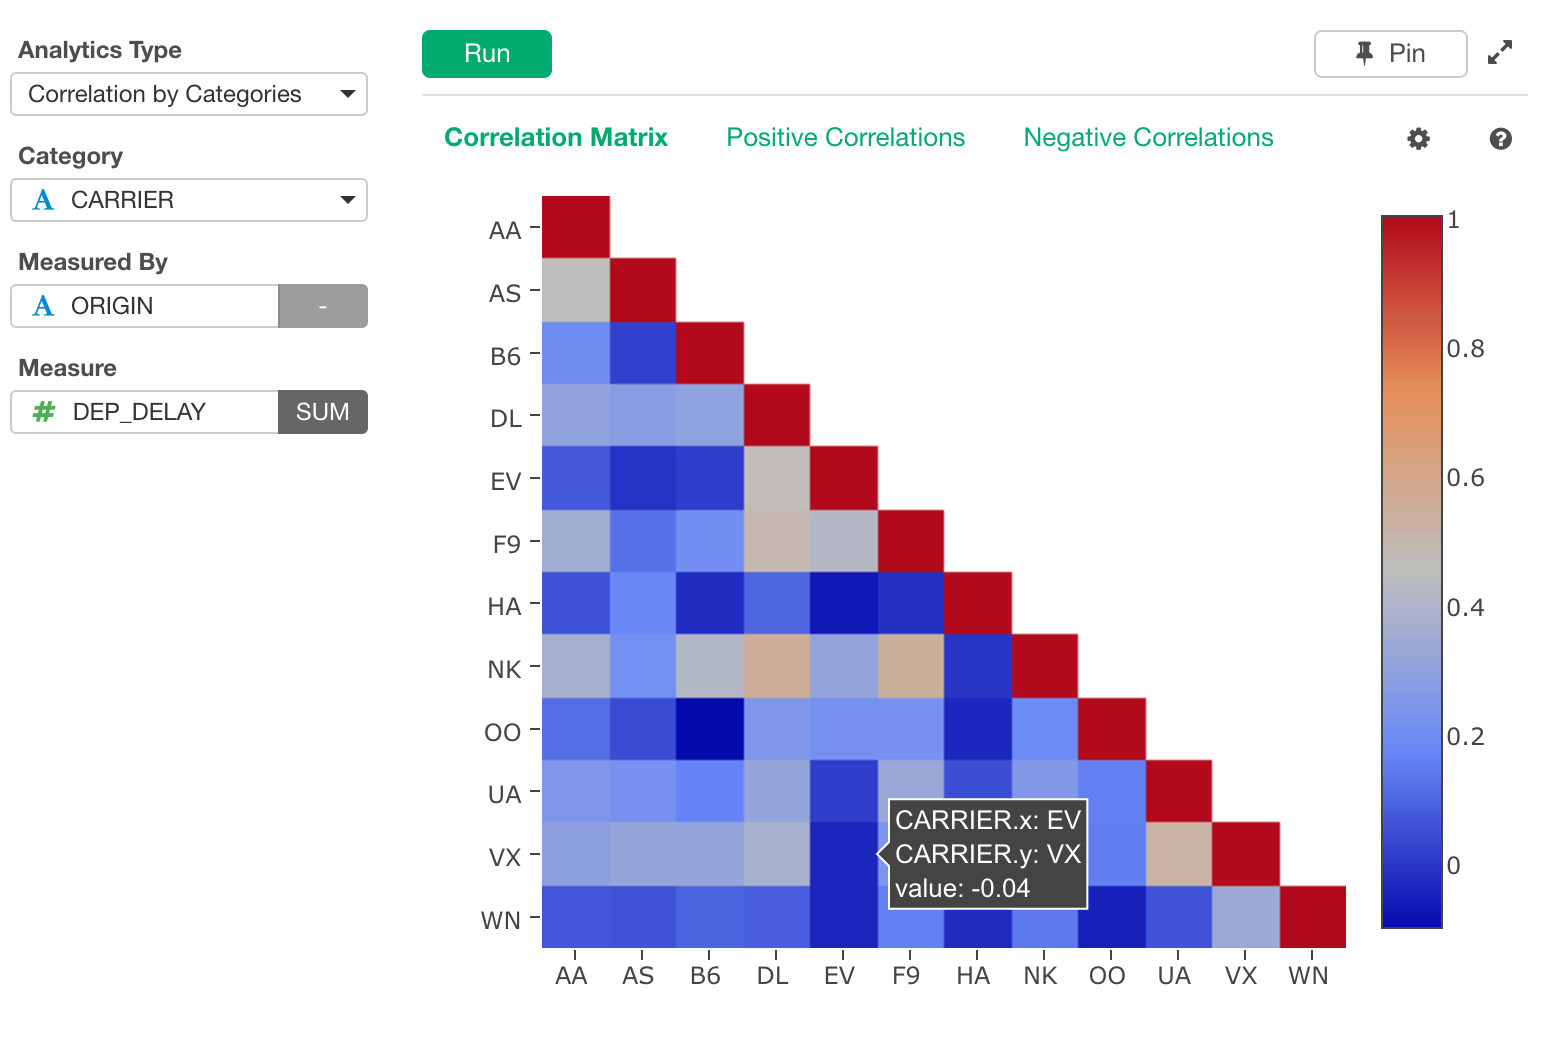 Analytics Type
Correlation by Categories
Category
A CARRIER
Measured By
A ORIGIN -
Measure
# DEP_DELAY SUM
Run
Pin
Correlation Matrix Positive Correlations Negative Correlations
?
AA
AS
B6
DL
EV
F9
HA
NK
OO
UA
VX
WN
AA AS B6 DL EV F9 HA NK OO UA VX WN
CARRIER.x: EV
CARRIER.y: VX
value: -0.04
1
0.8
0.6
0.4
0.2
0